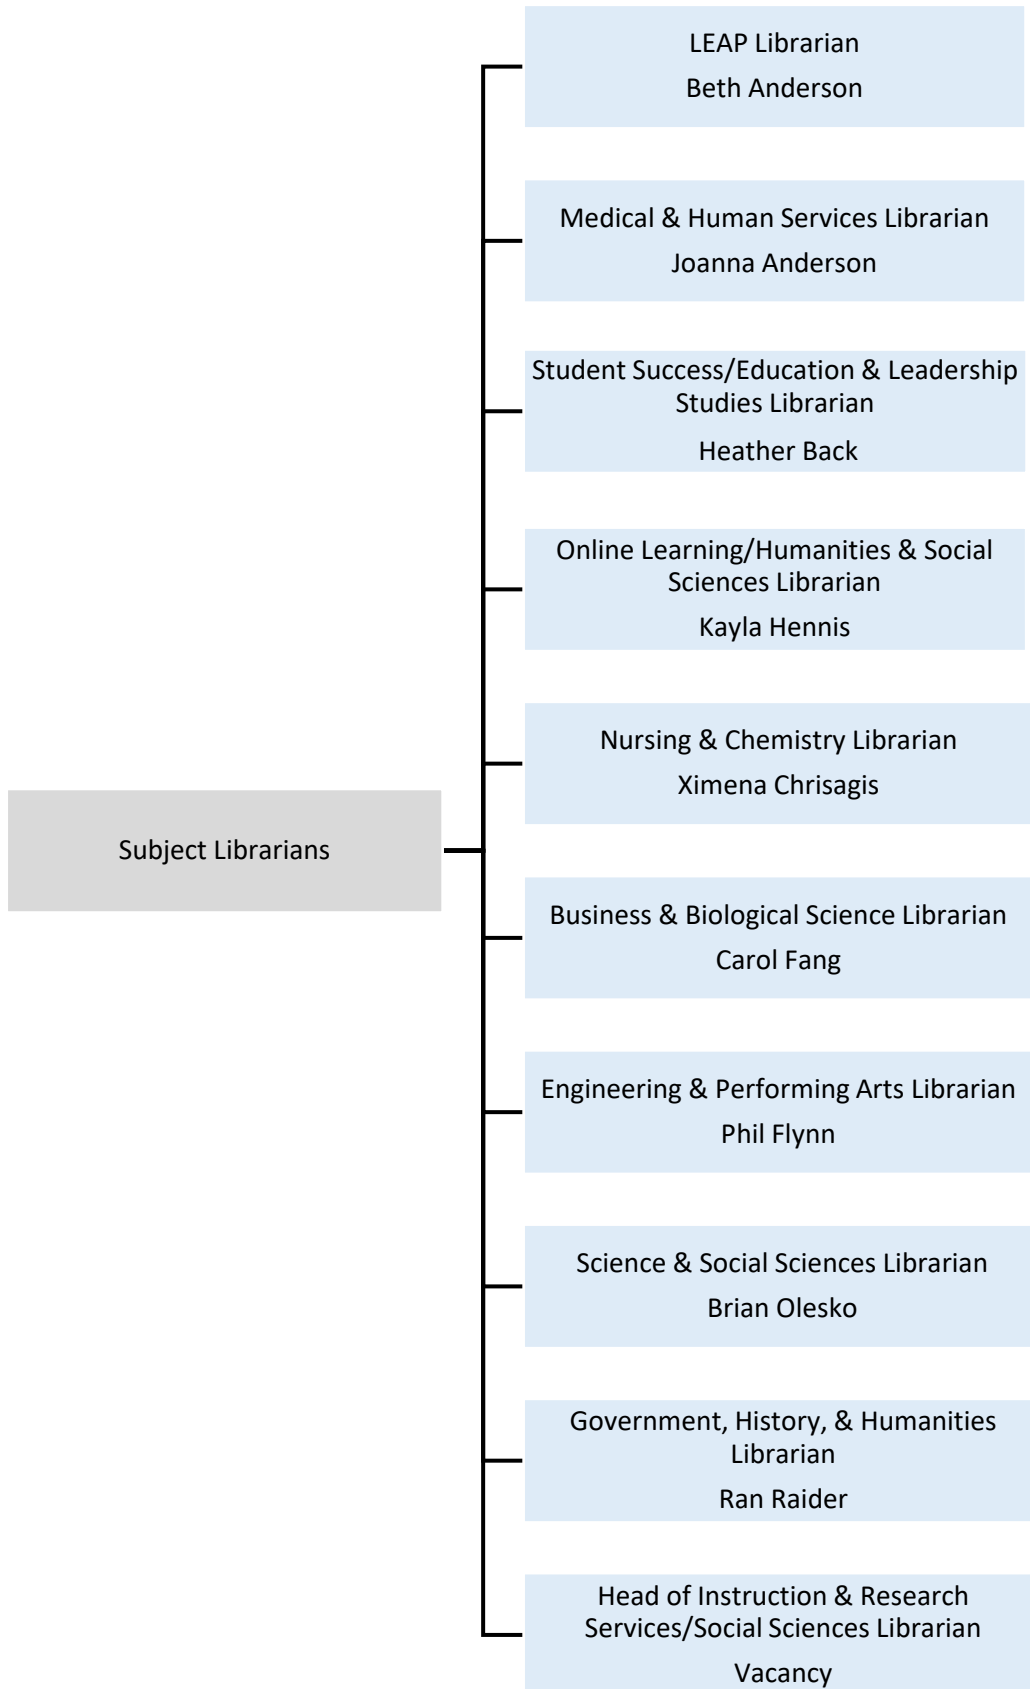 LEAP Librarian
Beth Anderson
Medical & Human Services Librarian
Joanna Anderson
Student Success/Education & Leadership
Studies Librarian
Heather Back
Online Learning/Humanities & Social
Sciences Librarian
Kayla Hennis
Nursing & Chemistry Librarian
Ximena Chrisagis
Subject Librarians
Business & Biological Science Librarian
Carol Fang
Engineering & Performing Arts Librarian
Phil Flynn
Science & Social Sciences Librarian
Brian Olesko
Government, History, & Humanities
Librarian
Ran Raider
Head of Instruction & Research
Services/Social Sciences Librarian
Vacancy